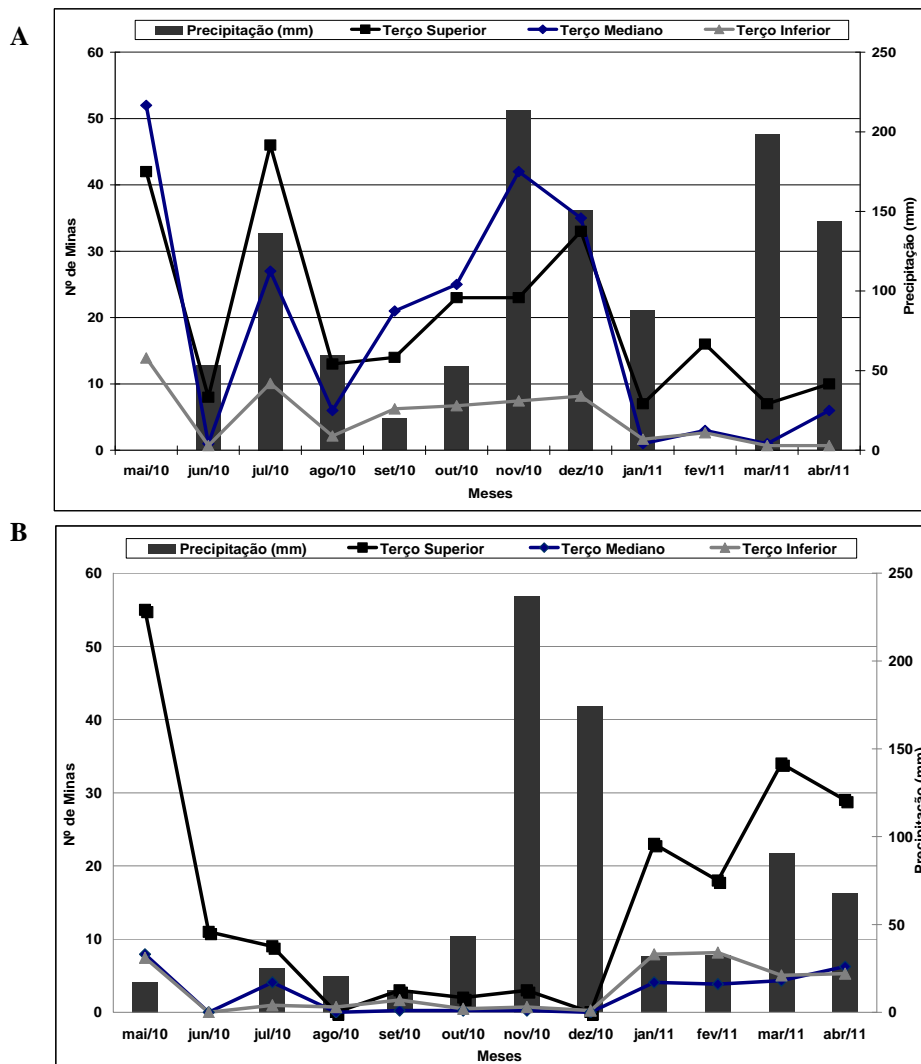 A
Precipitação (mm) Terço Superior Terço Mediano Terço Inferior
60 250
50
200
40
150
30
100
20
50
10
0 0
Nº de Minas
Precipitação (mm)
mai/10 jun/10 jul/10 ago/10 set/10 out/10 nov/10 dez/10 jan/11 fev/11 mar/11 abr/11
Meses
B
Precipitação (mm) Terço Superior Terço Mediano Terço Inferior
60 250
50
200
40
150
30
100
20
50
10
0 0
Nº de Minas
Precipitação (mm)
mai/10 jun/10 jul/10 ago/10 set/10 out/10 nov/10 dez/10 jan/11 fev/11 mar/11 abr/11
Meses